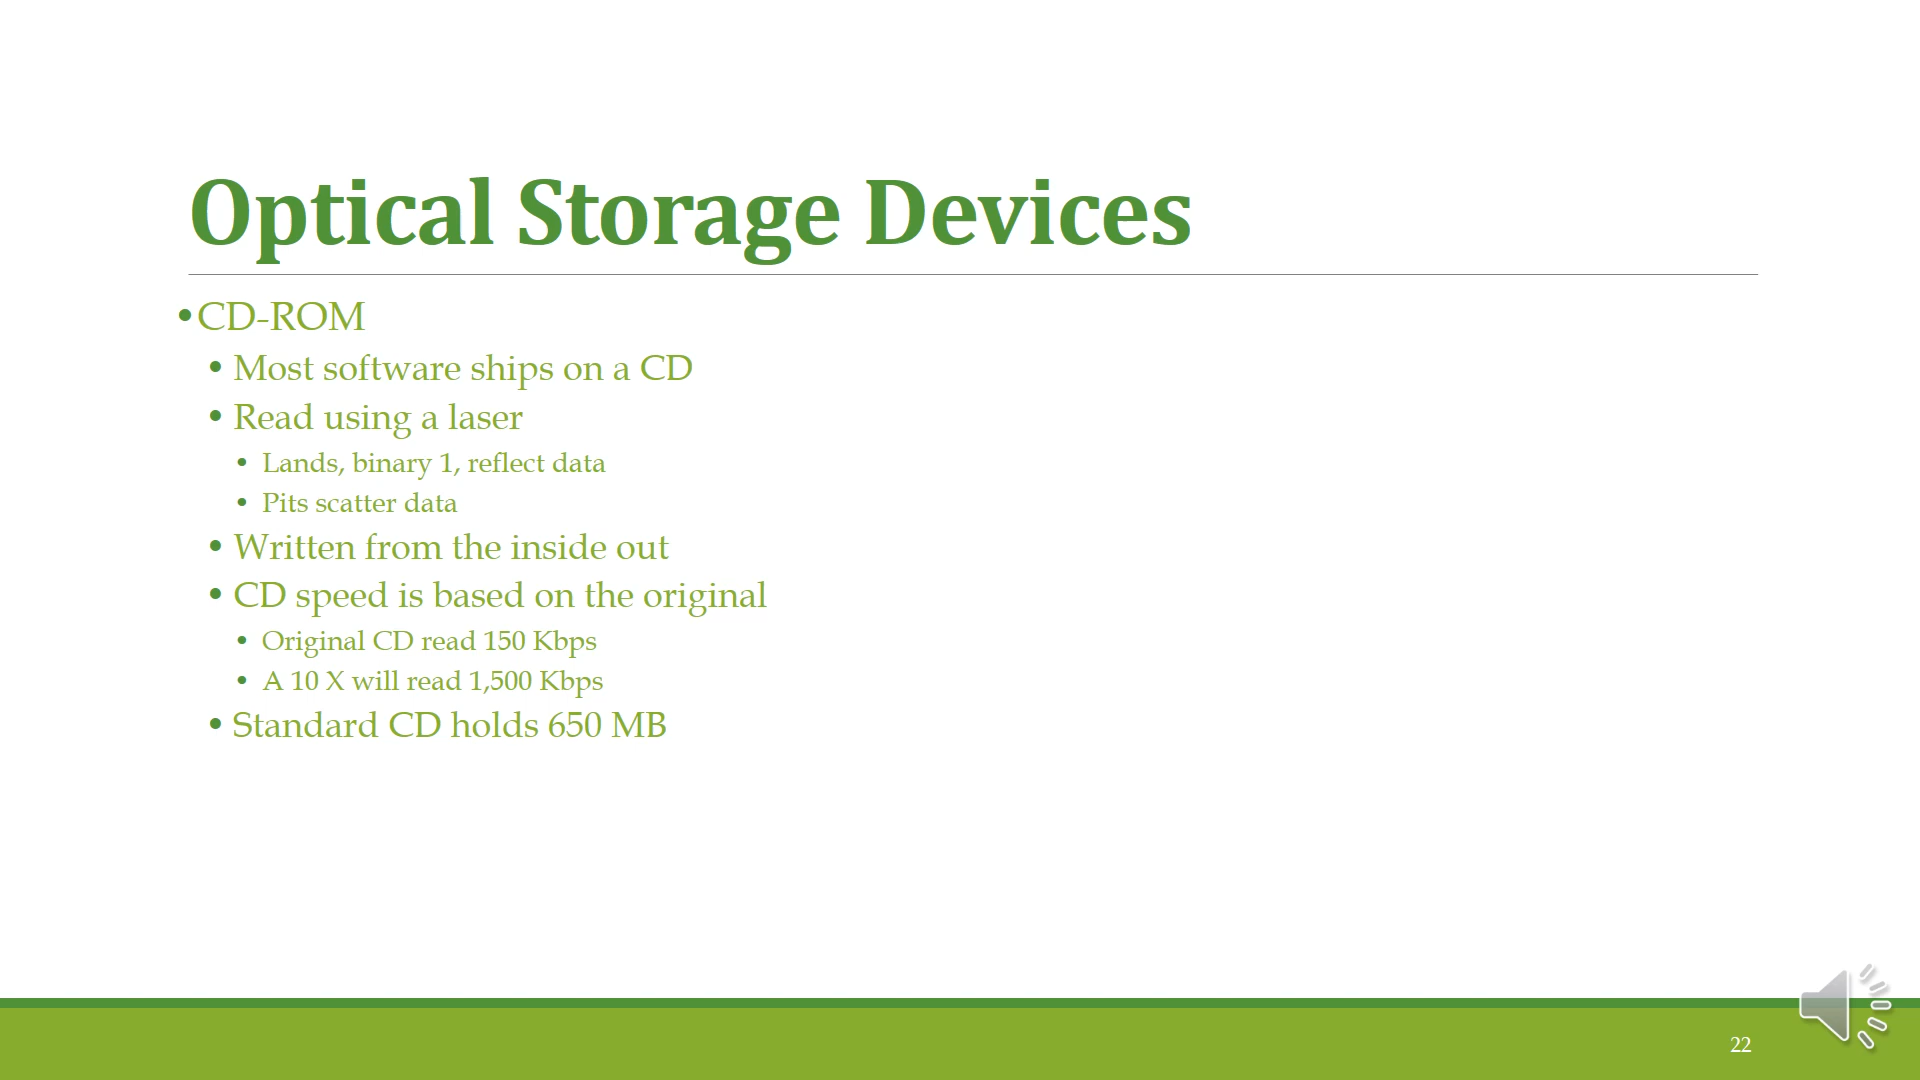 Optical Storage Devices
•CD-ROM
• Most software ships on a CD
• Read using a laser
• Lands, binary 1, reflect data
• Pits scatter data
• Written from the inside out
• CD speed is based on the original
• Original CD read 150 Kbps
• A 10 X will read 1,500 Kbps
• Standard CD holds 650 MB
22